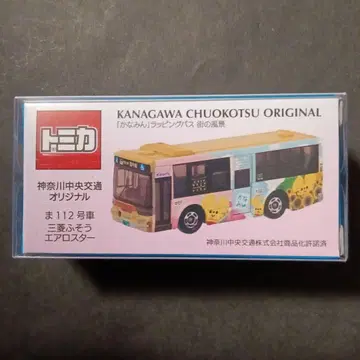 トミカ
KANAGAWA CHUOKOTSU ORIGINAL
「かなみん」ラッピングバス 街の風景
神奈川中央交通
オリジナル
ま112号車
三菱ふそう
エアロスター
神奈川中央交通株式会社商品化許諾済